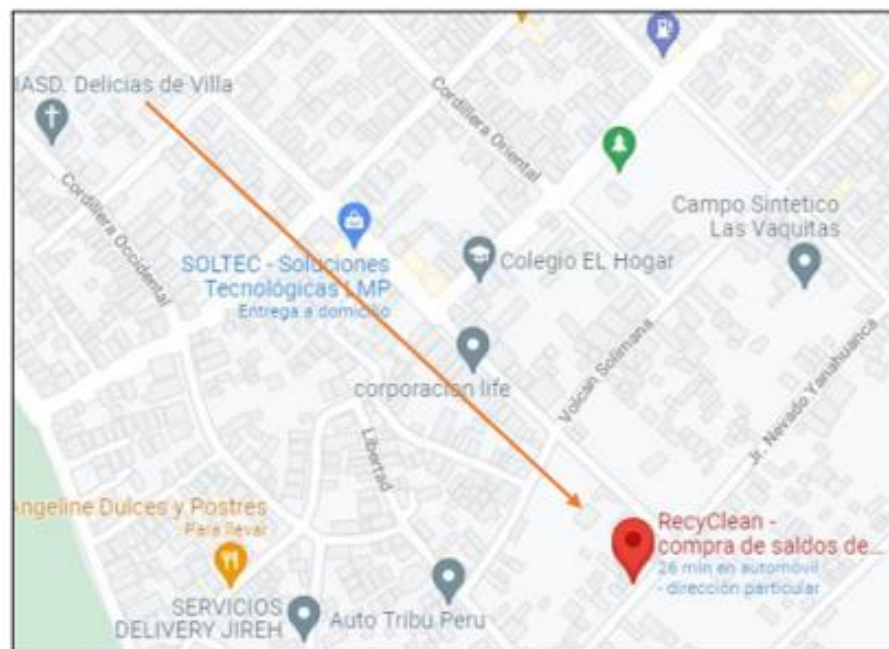 IASD. Delicias de Villa
Cordillera Oriental
Cordillera Occidental
Campo Sintetico
Las Vaquitas
SOLTEC - Soluciones
Tecnológicas LMP
Entrega a domicilio
Colegio EL Hogar
corporacion life
Volcan Solimana
Jr. Nevado Yanahuanca
Libertad
Angeline Dulces y Postres
Para llevar
RecyClean -
compra de saldos de...
26 min en automóvil
- dirección particular
SERVICIOS
DELIVERY JIREH
Auto Tribu Peru